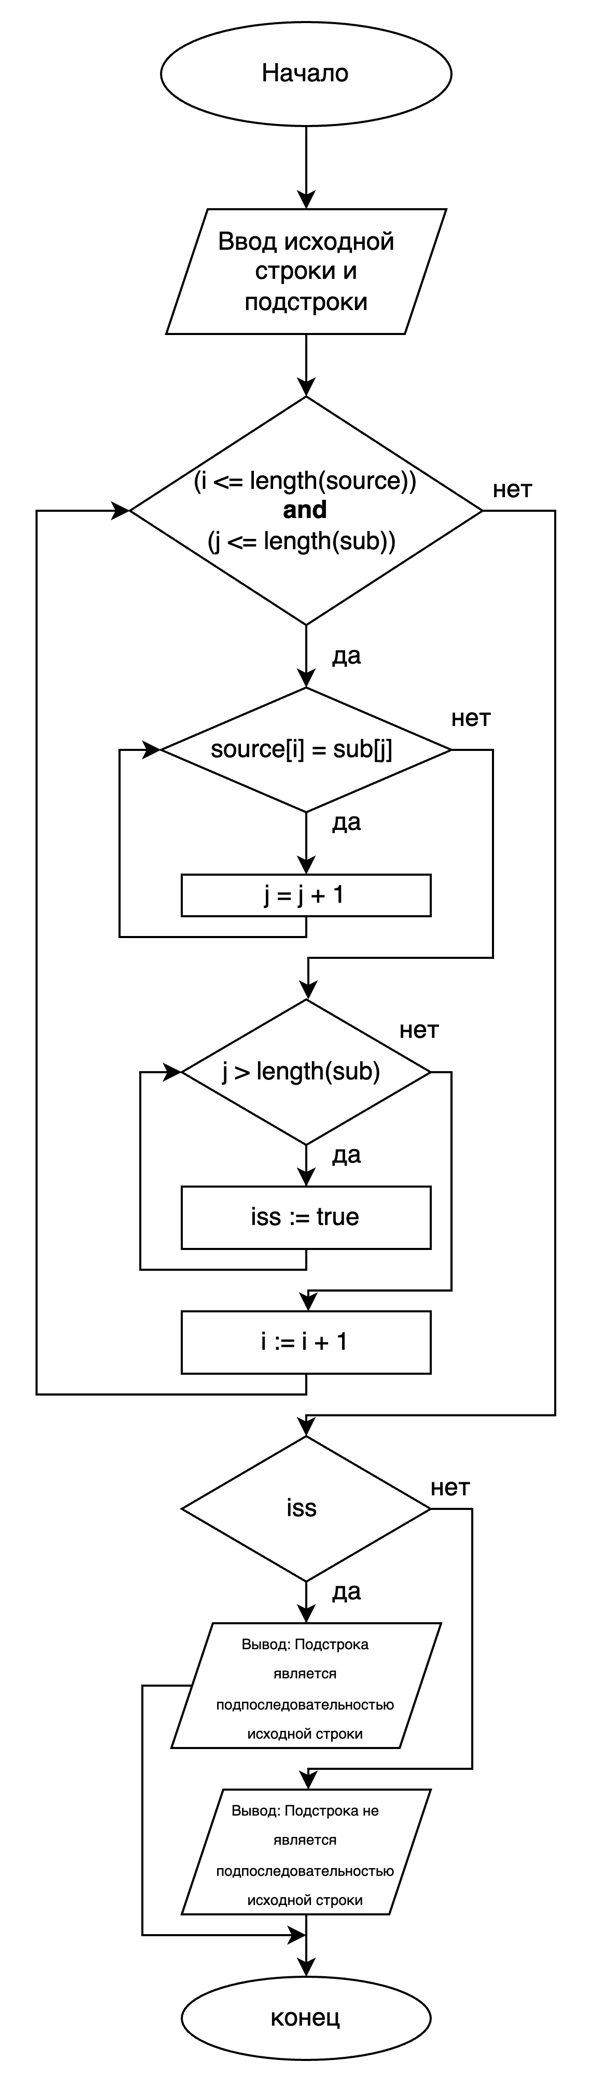 Начало
Ввод исходной
строки и
подстроки
(i <= length(source))
and
(j <= length(sub))
нет
да
source[i] = sub[j]
нет
да
j = j + 1
нет
j > length(sub)
да
iss := true
i := i + 1
нет
iss
да
Вывод: Подстрока
является
подпоследовательностью
исходной строки
Вывод: Подстрока не
является
подпоследовательностью
исходной строки
конец